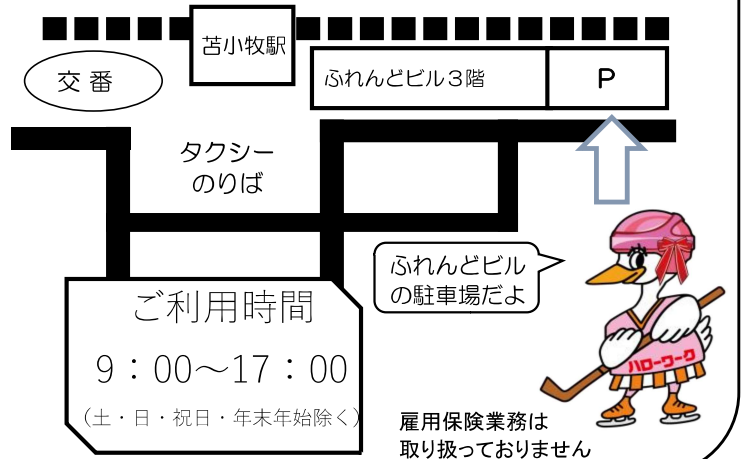 苫小牧駅
交番
ふれんどビル３階
P
タクシー
のりば
ふれんどビル
の駐車場だよ
ご利用時間
9：00～17：00
(土・日・祝日・年末年始除く)
ハローワーク
雇用保険業務は
取り扱っておりません